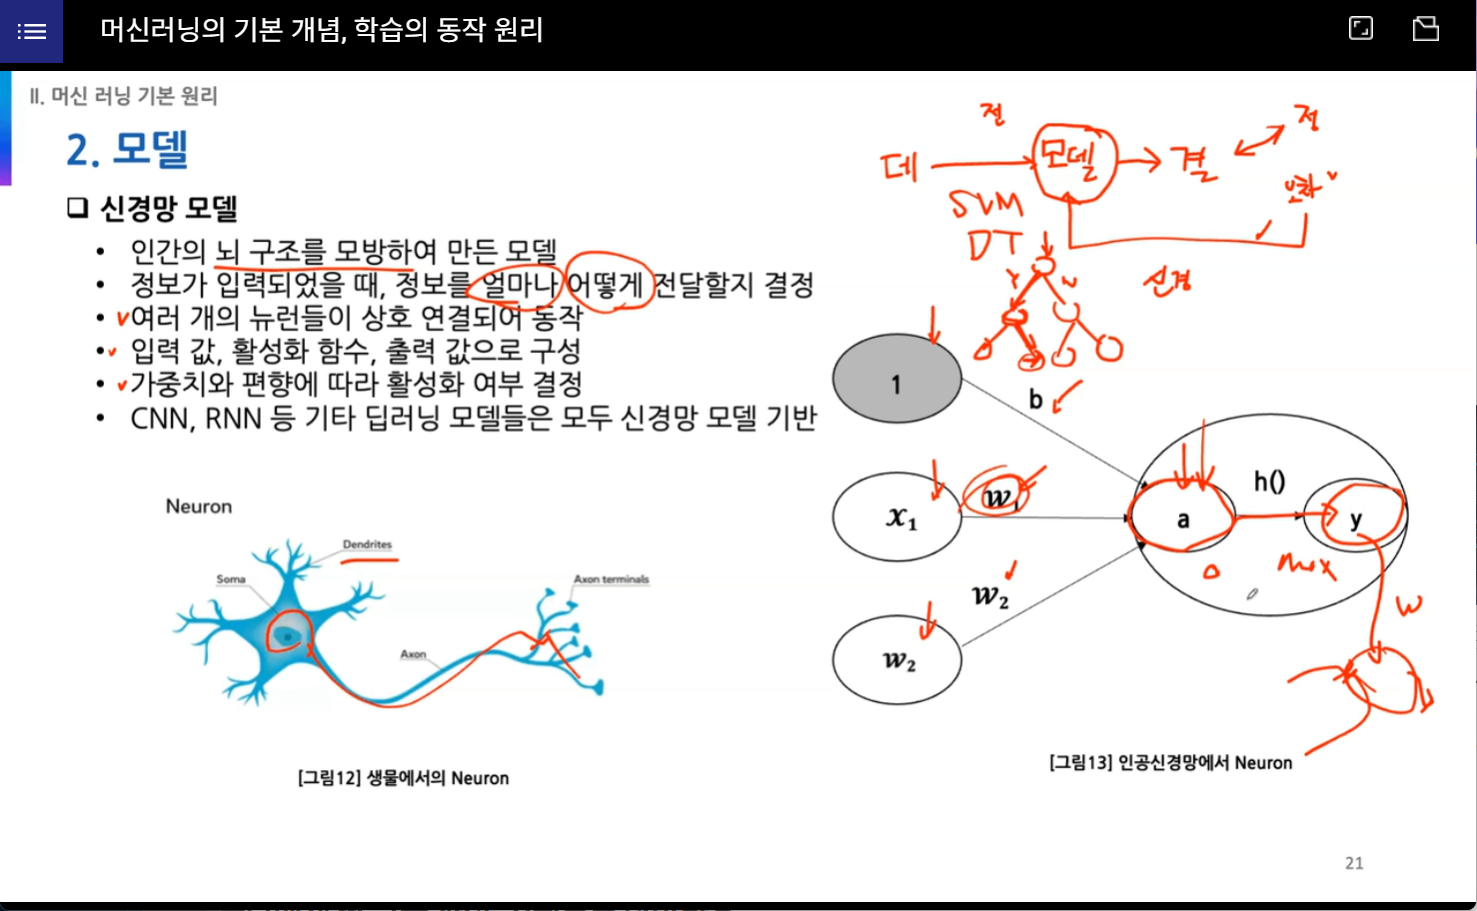 머신러닝의 기본 개념, 학습의 동작 원리
II. 머신 러닝 기본 원리
2. 모델
❑ 신경망 모델
• 인간의 뇌 구조를 모방하여 만든 모델
• 정보가 입력되었을 때, 정보를 얼마나 어떻게 전달할지 결정
• 여러 개의 뉴런들이 상호 연결되어 동작
• 입력 값, 활성화 함수, 출력 값으로 구성
• 가중치와 편향에 따라 활성화 여부 결정
• CNN, RNN 등 기타 딥러닝 모델들은 모두 신경망 모델 기반
전
정
데 모델 결
오차
SVM
DT
Y N
신경
1
b
x₁
w₁
a
h()
y
w₂
w₂
max
w
Neuron
Dendrites
Soma
Axon terminals
Axon
[그림12] 생물에서의 Neuron
[그림13] 인공신경망에서 Neuron
21